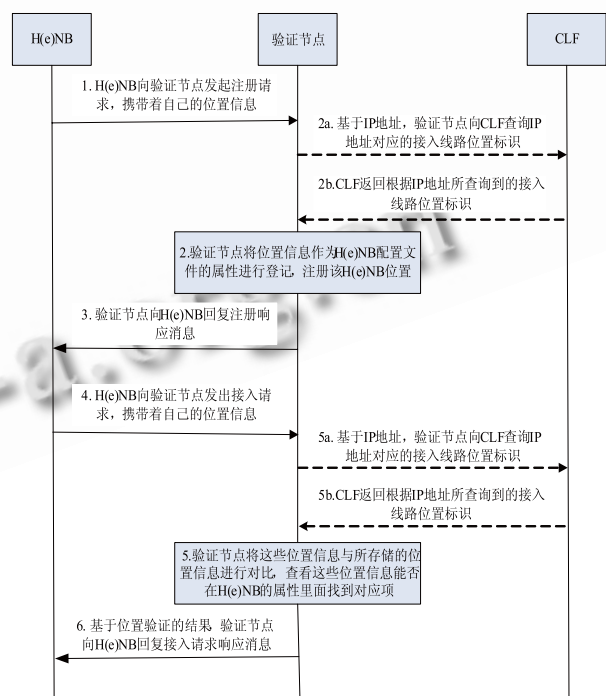 H(e)NB
验证节点
CLF
1. H(e)NB向验证节点发起注册请
求，携带着自己的位置信息
2a. 基于IP地址，验证节点向CLF查询IP
地址对应的接入线路位置标识
2b.CLF返回根据IP地址所查询到的接入
线路位置标识
2.验证节点将位置信息作为H(e)NB配置文
件的属性进行登记, 注册该H(e)NB位置
3. 验证节点向H(e)NB回复注册响
应消息
4. H(e)NB向验证节点发出接入请
求，携带着自己的位置信息
5a. 基于IP地址，验证节点向CLF查询IP
地址对应的接入线路位置标识
5b.CLF返回根据IP地址所查询到的接入
线路位置标识
5.验证节点将这些位置信息与所存储的位
置信息进行对比, 查看这些位置信息能否
在H(e)NB的属性里面找到对应项
6. 基于位置验证的结果, 验证节点
向H(e)NB回复接入请求响应消息